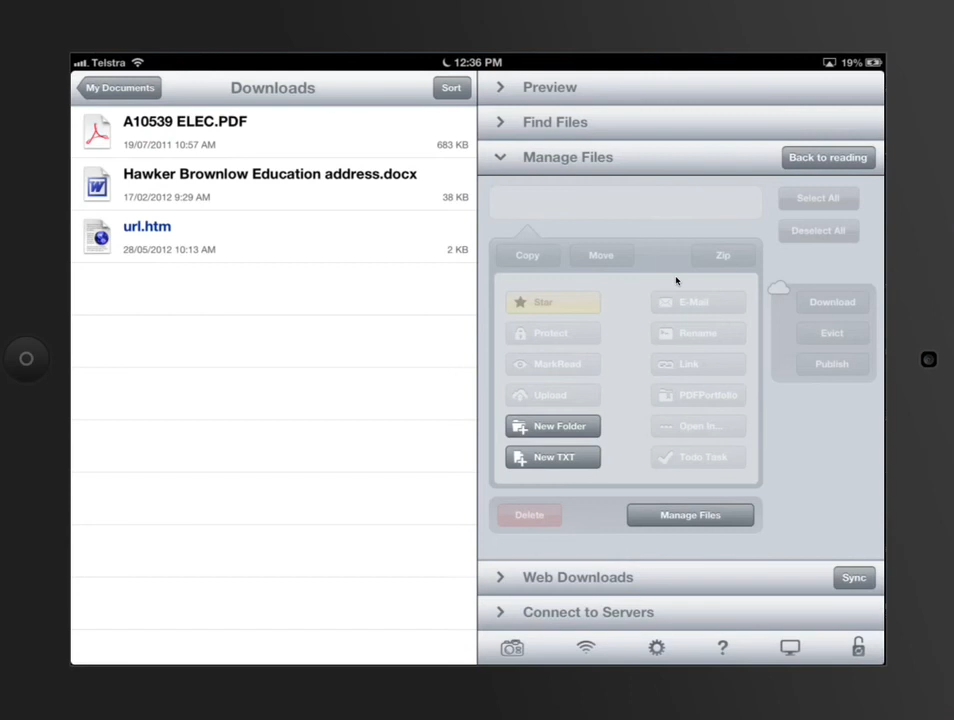 Telstra
12:36 PM
19%
My Documents
Downloads
Sort
A10539 ELEC.PDF
19/07/2011 10:57 AM
683 KB
Hawker Brownlow Education address.docx
17/02/2012 9:29 AM
38 KB
url.htm
28/05/2012 10:13 AM
2 KB
Preview
Find Files
Manage Files
Back to reading
Select All
Deselect All
Copy
Move
Zip
Star
E-Mail
Protect
Rename
MarkRead
Link
Upload
PDFPortfolio
New Folder
Open In...
New TXT
Todo Task
Download
Evict
Publish
Delete
Manage Files
Web Downloads
Sync
Connect to Servers
?